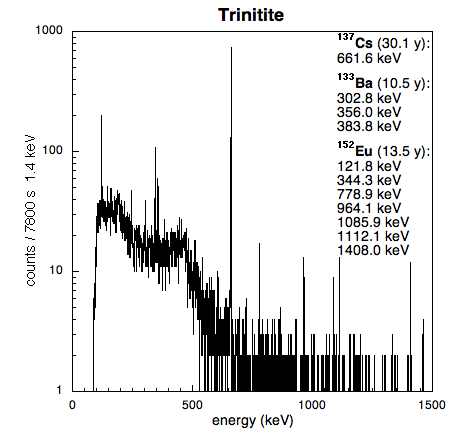 Trinitite
1000
100
10
1
counts / 7800 s 1.4 keV
137Cs (30.1 y):
661.6 keV
133Ba (10.5 y):
302.8 keV
356.0 keV
383.8 keV
152Eu (13.5 y):
121.8 keV
344.3 keV
778.9 keV
964.1 keV
1085.9 keV
1112.1 keV
1408.0 keV
0 500 1000 1500
energy (keV)